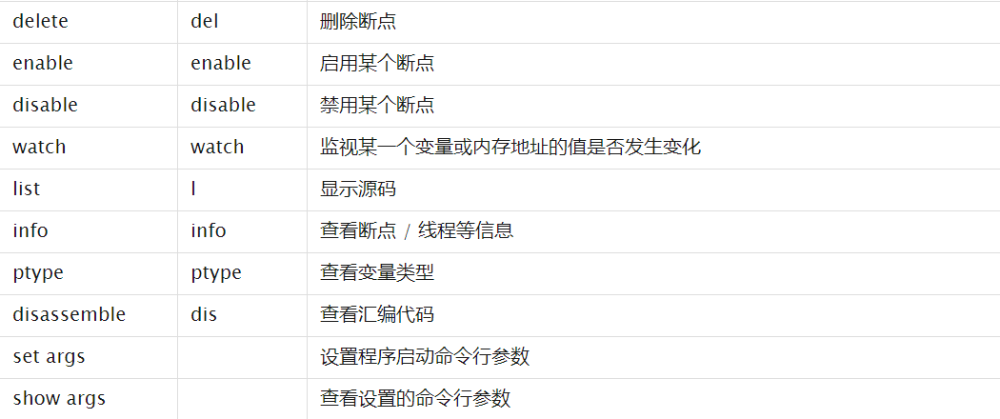 delete del 删除断点
enable enable 启用某个断点
disable disable 禁用某个断点
watch watch 监视某一个变量或内存地址的值是否发生变化
list l 显示源码
info info 查看断点 / 线程等信息
ptype ptype 查看变量类型
disassemble dis 查看汇编代码
set args 设置程序启动命令行参数
show args 查看设置的命令行参数